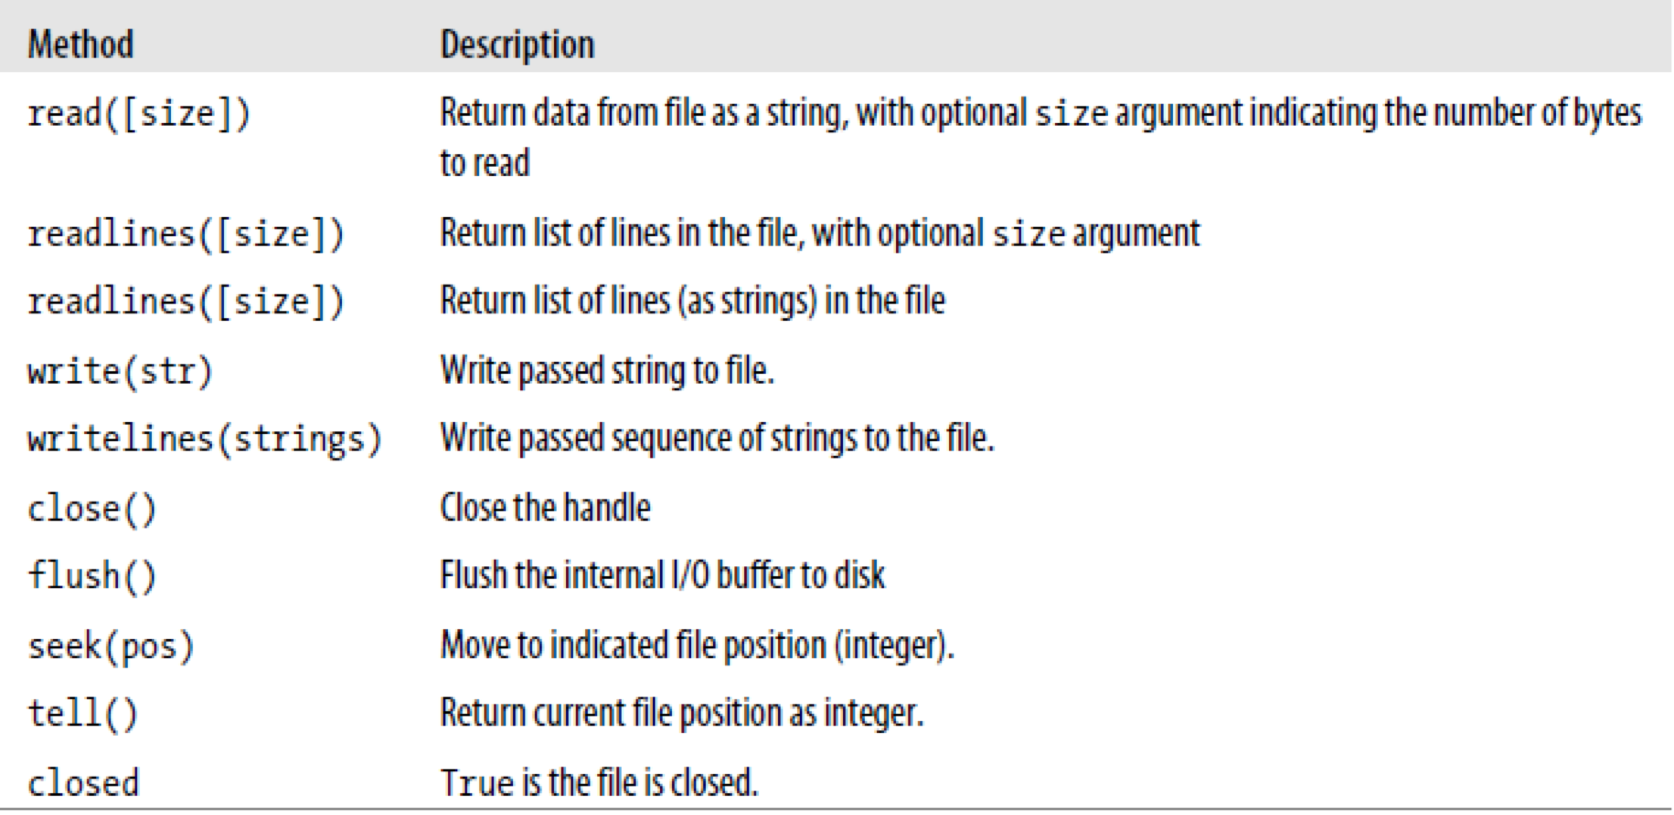 Method Description
read([size]) Return data from file as a string, with optional size argument indicating the number of bytes
to read
readlines([size]) Return list of lines in the file, with optional size argument
readlines([size]) Return list of lines (as strings) in the file
write(str) Write passed string to file.
writelines(strings) Write passed sequence of strings to the file.
close() Close the handle
flush() Flush the internal I/O buffer to disk
seek(pos) Move to indicated file position (integer).
tell() Return current file position as integer.
closed True is the file is closed.